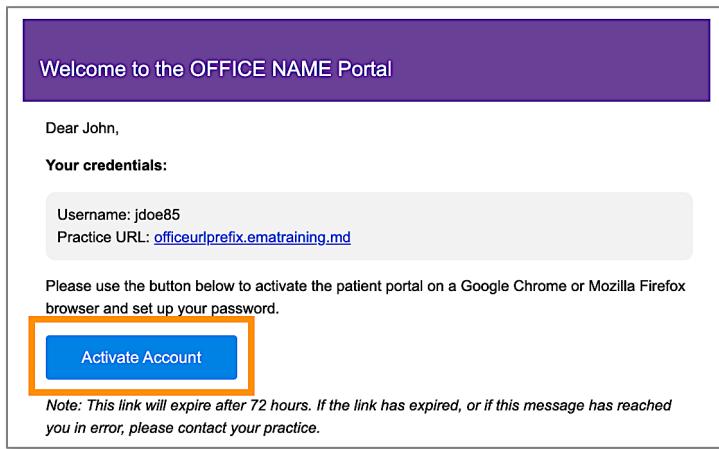 Welcome to the OFFICE NAME Portal
Dear John,
Your credentials:
Username: jdoe85
Practice URL: officeurlprefix.ematraining.md
Please use the button below to activate the patient portal on a Google Chrome or Mozilla Firefox
browser and set up your password.
Activate Account
Note: This link will expire after 72 hours. If the link has expired, or if this message has reached
you in error, please contact your practice.